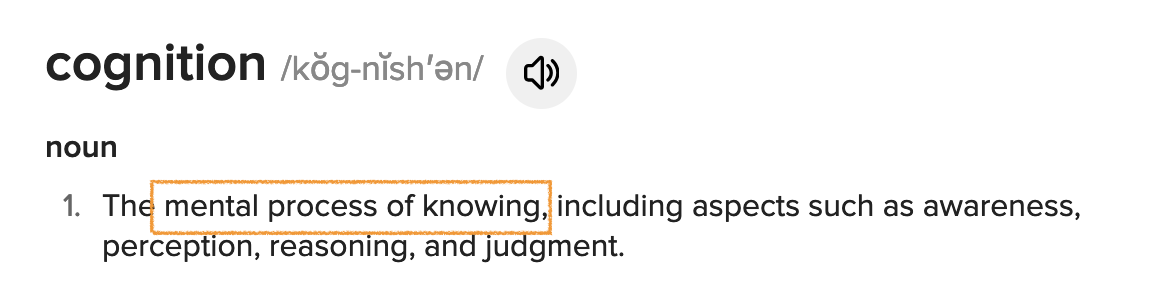 cognition /kŏg-nĭsh′ən/
noun
1. The mental process of knowing, including aspects such as awareness,
perception, reasoning, and judgment.